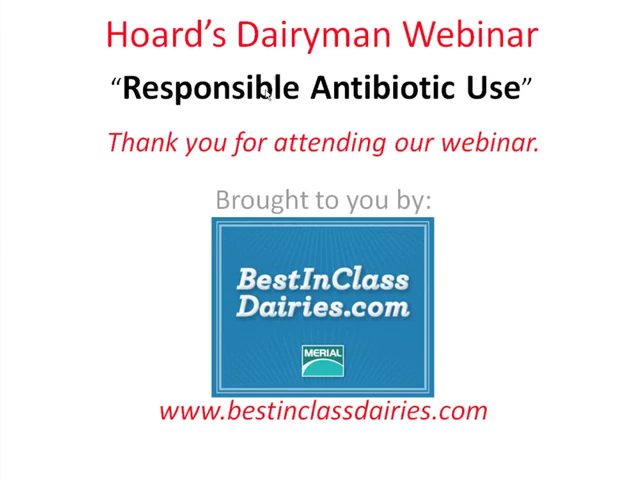 Hoard's Dairyman Webinar
“Responsible Antibiotic Use”
Thank you for attending our webinar.
Brought to you by:
BestInClass
Dairies.com
MERIAL
www.bestinclassdairies.com